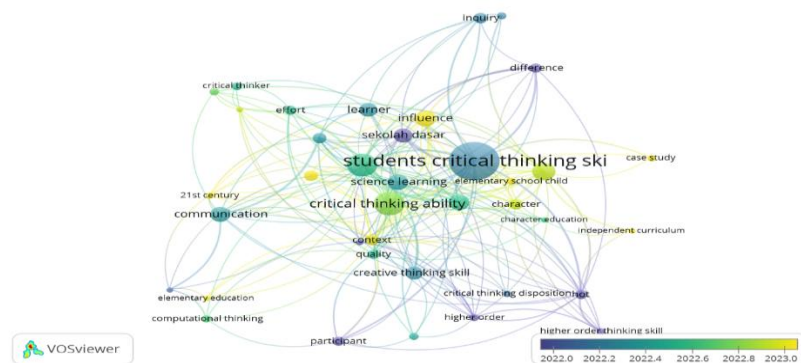 inquiry
difference
critical thinker
effort
learner
influence
sekolah dasar
students critical thinking ski
case study
science learning
elementary school child
21st century
critical thinking ability
character
communication
character education
independent curriculum
context
quality
creative thinking skill
elementary education
critical thinking disposition
hot
computational thinking
higher order
higher order thinking skill
participant
VOSviewer
2022.0 2022.2 2022.4 2022.6 2022.8 2023.0